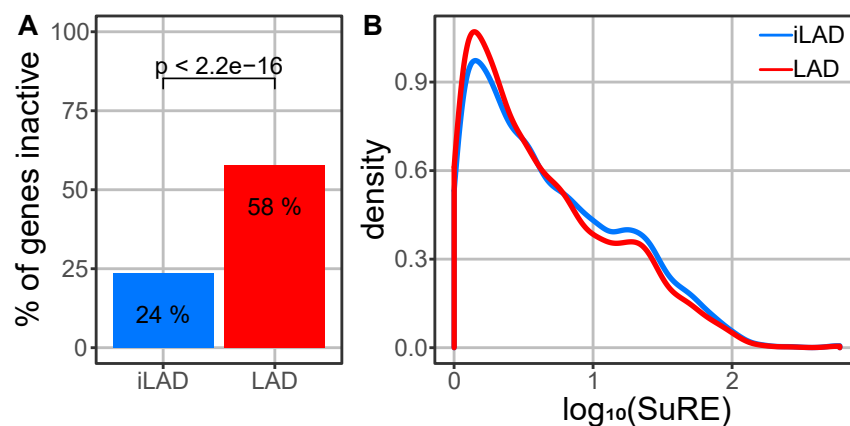 A
% of genes inactive
100
75
50
25
0
p < 2.2e−16
24 %
58 %
iLAD
LAD
B
density
0.9
0.6
0.3
0.0
iLAD
LAD
0
1
2
log₁₀(SuRE)